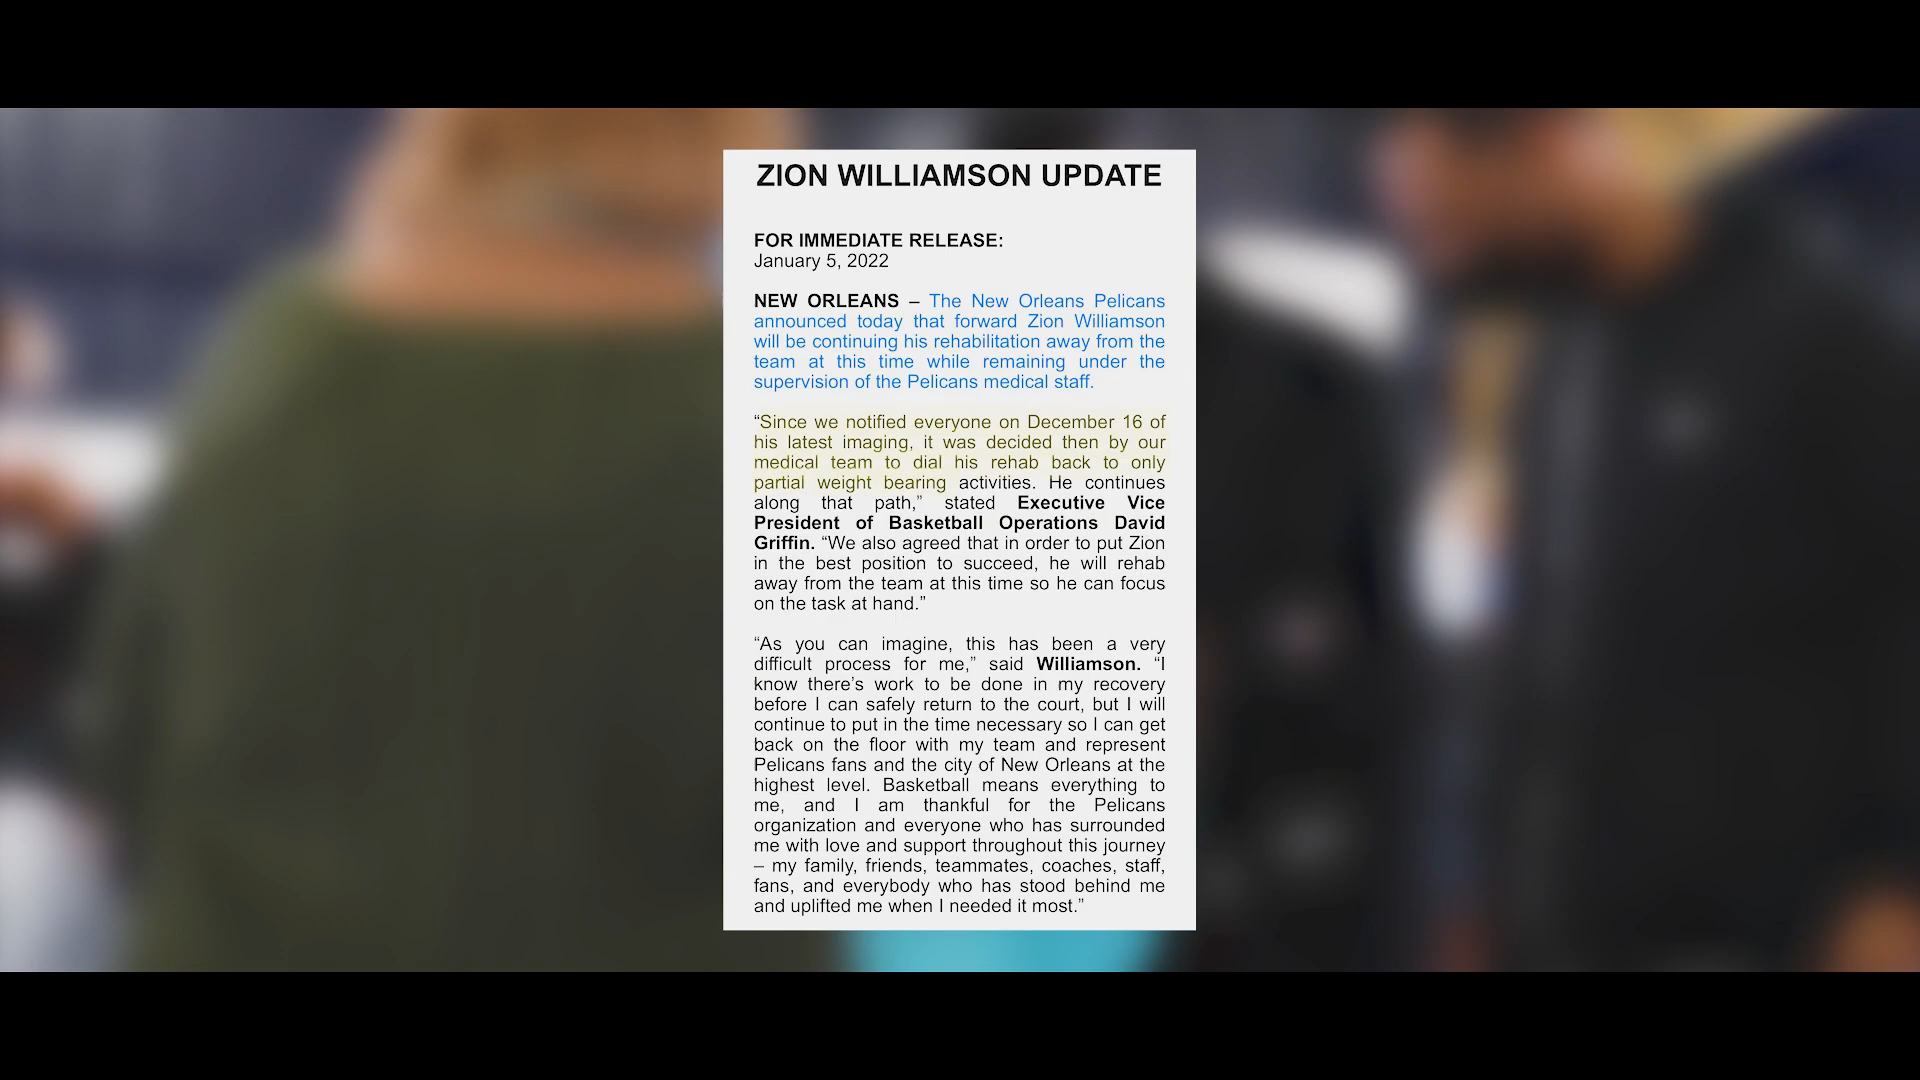 ZION WILLIAMSON UPDATE
FOR IMMEDIATE RELEASE:
January 5, 2022
NEW ORLEANS – The New Orleans Pelicans
announced today that forward Zion Williamson
will be continuing his rehabilitation away from the
team at this time while remaining under the
supervision of the Pelicans medical staff.
“Since we notified everyone on December 16 of
his latest imaging, it was decided then by our
medical team to dial his rehab back to only
partial weight bearing activities. He continues
along that path,” stated Executive Vice
President of Basketball Operations David
Griffin. “We also agreed that in order to put Zion
in the best position to succeed, he will rehab
away from the team at this time so he can focus
on the task at hand.”
“As you can imagine, this has been a very
difficult process for me,” said Williamson. “I
know there’s work to be done in my recovery
before I can safely return to the court, but I will
continue to put in the time necessary so I can get
back on the floor with my team and represent
Pelicans fans and the city of New Orleans at the
highest level. Basketball means everything to
me, and I am thankful for the Pelicans
organization and everyone who has surrounded
me with love and support throughout this journey
– my family, friends, teammates, coaches, staff,
fans, and everybody who has stood behind me
and uplifted me when I needed it most.”